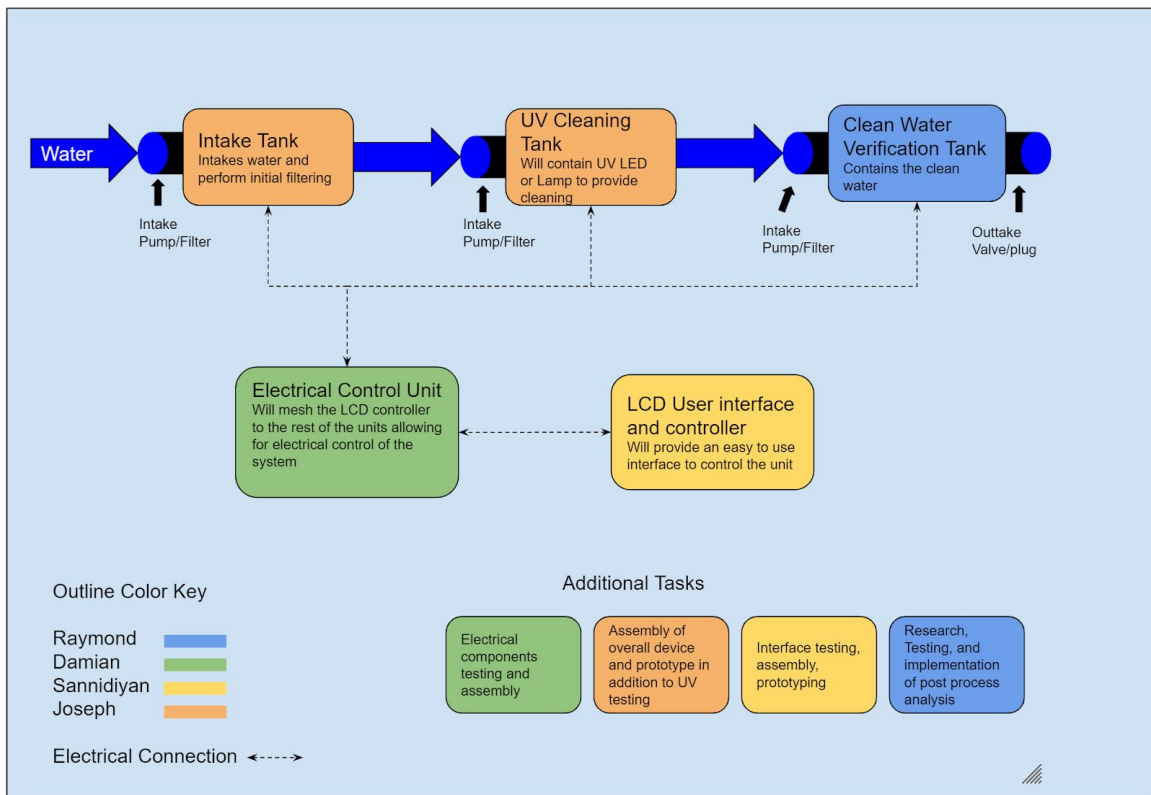 Water
Intake Tank
Intakes water and
perform initial filtering
UV Cleaning
Tank
Will contain UV LED
or Lamp to provide
cleaning
Clean Water
Verification Tank
Contains the clean
water
Intake
Pump/Filter
Intake
Pump/Filter
Intake
Pump/Filter
Outtake
Valve/plug
Electrical Control Unit
Will mesh the LCD controller
to the rest of the units allowing
for electrical control of the
system
LCD User interface
and controller
Will provide an easy to use
interface to control the unit
Outline Color Key
Raymond
Damian
Sannidiyan
Joseph
Electrical Connection
Additional Tasks
Electrical
components
testing and
assembly
Assembly of
overall device
and prototype in
addition to UV
testing
Interface testing,
assembly,
prototyping
Research,
Testing, and
implementation
of post process
analysis